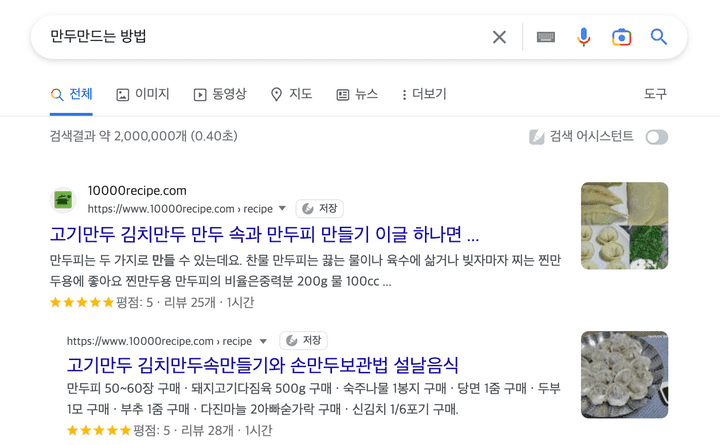 만두만드는 방법
전체 이미지 동영상 지도 뉴스 더보기 도구
검색결과 약 2,000,000개 (0.40초) 검색 어시스턴트
10000recipe.com
https://www.10000recipe.com › recipe 저장
고기만두 김치만두 만두 속과 만두피 만들기 이글 하나면 ...
만두피는 두 가지로 만들 수 있는데요. 찬물 만두피는 끓는 물이나 육수에 삶거나 빚자마자 찌는 찐만
두용에 좋아요 찐만두용 만두피의 비율은중력분 200g 물 100cc ...
★★★★★평점: 5 · 리뷰 25개 · 1시간
https://www.10000recipe.com › recipe 저장
고기만두 김치만두속만들기와 손만두보관법 설날음식
만두피 50~60장 구매 · 돼지고기다짐육 500g 구매 · 숙주나물 1봉지 구매 · 당면 1줌 구매 · 두부
1모 구매 · 부추 1줌 구매 · 다진마늘 2아빠숟가락 구매 · 신김치 1/6포기 구매.
★★★★★평점: 5 · 리뷰 28개 · 1시간